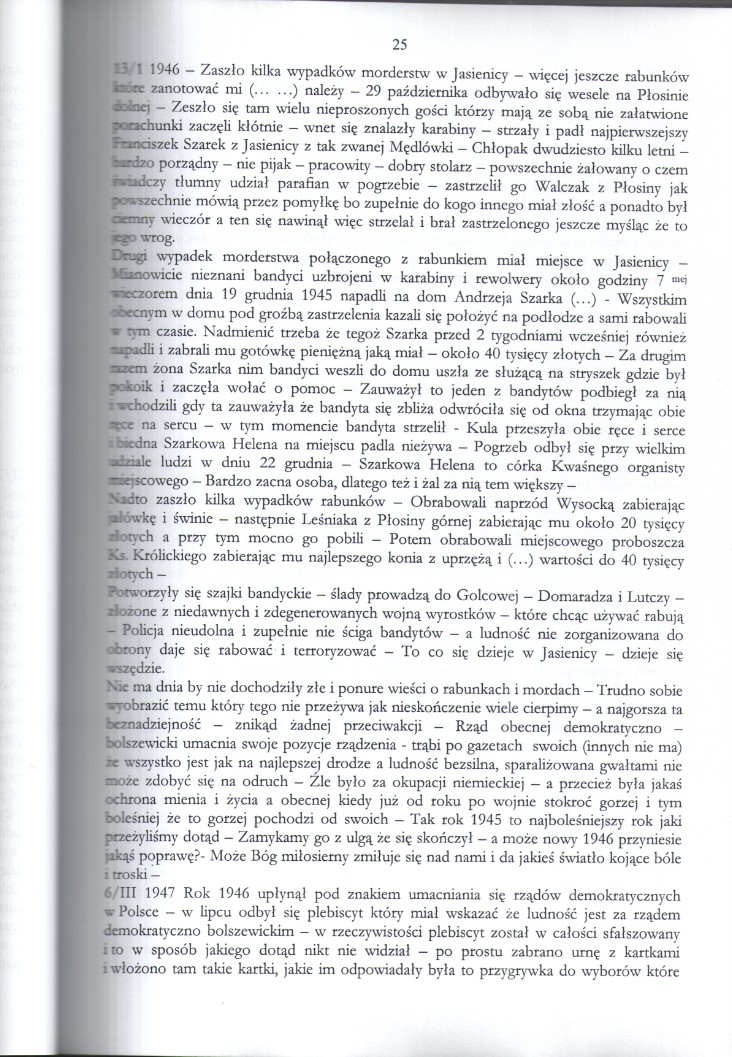 25
13/1 1946 – Zaszło kilka wypadków morderstw w Jasienicy – więcej jeszcze rabunków
które zanotować mi (... ...) należy – 29 października odbywało się wesele na Płosinie
dolnej – Zeszło się tam wielu nieproszonych gości którzy mają ze sobą nie załatwione
porachunki zaczęli kłótnie – wnet się znalazły karabiny – strzały i padł najpierwszejszy
Franciszek Szarek z Jasienicy z tak zwanej Mędlówki – Chłopak dwudziesto kilku letni –
bardzo porządny – nie pijak – pracowity – dobry stolarz – powszechnie żałowany o czem
świadczy tłumny udział parafian w pogrzebie – zastrzelił go Walczak z Płosiny jak
powszechnie mówią przez pomyłkę bo zupełnie do kogo innego miał złość a ponadto był
ciemny wieczór a ten się nawinął więc strzelał i brał zastrzelonego jeszcze myśląc że to
jego wrog.
Drugi wypadek morderstwa połączonego z rabunkiem miał miejsce w Jasienicy –
Mianowicie nieznani bandyci uzbrojeni w karabiny i rewolwery około godziny 7 mej
wieczorem dnia 19 grudnia 1945 napadli na dom Andrzeja Szarka (...) - Wszystkim
obecnym w domu pod groźbą zastrzelenia kazali się położyć na podłodze a sami rabowali
w tym czasie. Nadmienić trzeba że tegoż Szarka przed 2 tygodniami wcześniej również
napadli i zabrali mu gotówkę pieniężną jaką miał – około 40 tysięcy złotych – Za drugim
razem żona Szarka nim bandyci weszli do domu uszła ze służącą na stryszek gdzie był
pokoik i zaczęła wołać o pomoc – Zauważył to jeden z bandytów podbiegł za nią
i wchodzili gdy ta zauważyła że bandyta się zbliża odwróciła się od okna trzymając obie
ręce na sercu – w tym momencie bandyta strzelił - Kula przeszyła obie ręce i serce
i biedna Szarkowa Helena na miejscu padla nieżywa – Pogrzeb odbył się przy wielkim
udziale ludzi w dniu 22 grudnia – Szarkowa Helena to córka Kwaśnego organisty
miejscowego – Bardzo zacna osoba, dlatego też i żal za nią tem większy –
Nadto zaszło kilka wypadków rabunków – Obrabowali naprzód Wysocką zabierając
jałówkę i świnie – następnie Leśniaka z Płosiny górnej zabierając mu około 20 tysięcy
złotych a przy tym mocno go pobili – Potem obrabowali miejscowego proboszcza
Ks. Królickiego zabierając mu najlepszego konia z uprzężą i (...) wartości do 40 tysięcy
złotych –
Potworzyły się szajki bandyckie – ślady prowadzą do Golcowej – Domaradza i Lutczy –
złożone z niedawnych i zdegenerowanych wojną wyrostków – które chcąc używać rabują
– Policja nieudolna i zupełnie nie ściga bandytów – a ludność nie zorganizowana do
obrony daje się rabować i terroryzować – To co się dzieje w Jasienicy – dzieje się
wszędzie.
Nie ma dnia by nie dochodziły złe i ponure wieści o rabunkach i mordach – Trudno sobie
wyobrazić temu który tego nie przeżywa jak nieskończenie wiele cierpimy – a najgorsza ta
beznadziejność – znikąd żadnej przeciwakcji – Rząd obecnej demokratyczno –
bolszewicki umacnia swoje pozycje rządzenia - trąbi po gazetach swoich (innych nie ma)
że wszystko jest jak na najlepszej drodze a ludność bezsilna, sparaliżowana gwałtami nie
może zdobyć się na odruch – Źle było za okupacji niemieckiej – a przecież była jakaś
ochrona mienia i życia a obecnej kiedy już od roku po wojnie stokroć gorzej i tym
boleśniej że to gorzej pochodzi od swoich – Tak rok 1945 to najboleśniejszy rok jaki
przeżyliśmy dotąd – Zamykamy go z ulgą że się skończył – a może nowy 1946 przyniesie
jakąś poprawę?- Może Bóg miłosierny zmiłuje się nad nami i da jakieś światło kojące bóle
i troski –
6/III 1947 Rok 1946 upłynął pod znakiem umacniania się rządów demokratycznych
w Polsce – w lipcu odbył się plebiscyt który miał wskazać że ludność jest za rządem
demokratyczno bolszewickim – w rzeczywistości plebiscyt został w całości sfałszowany
i to w sposób jakiego dotąd nikt nie widział – po prostu zabrano urnę z kartkami
i włożono tam takie kartki, jakie im odpowiadały była to przygrywka do wyborów które